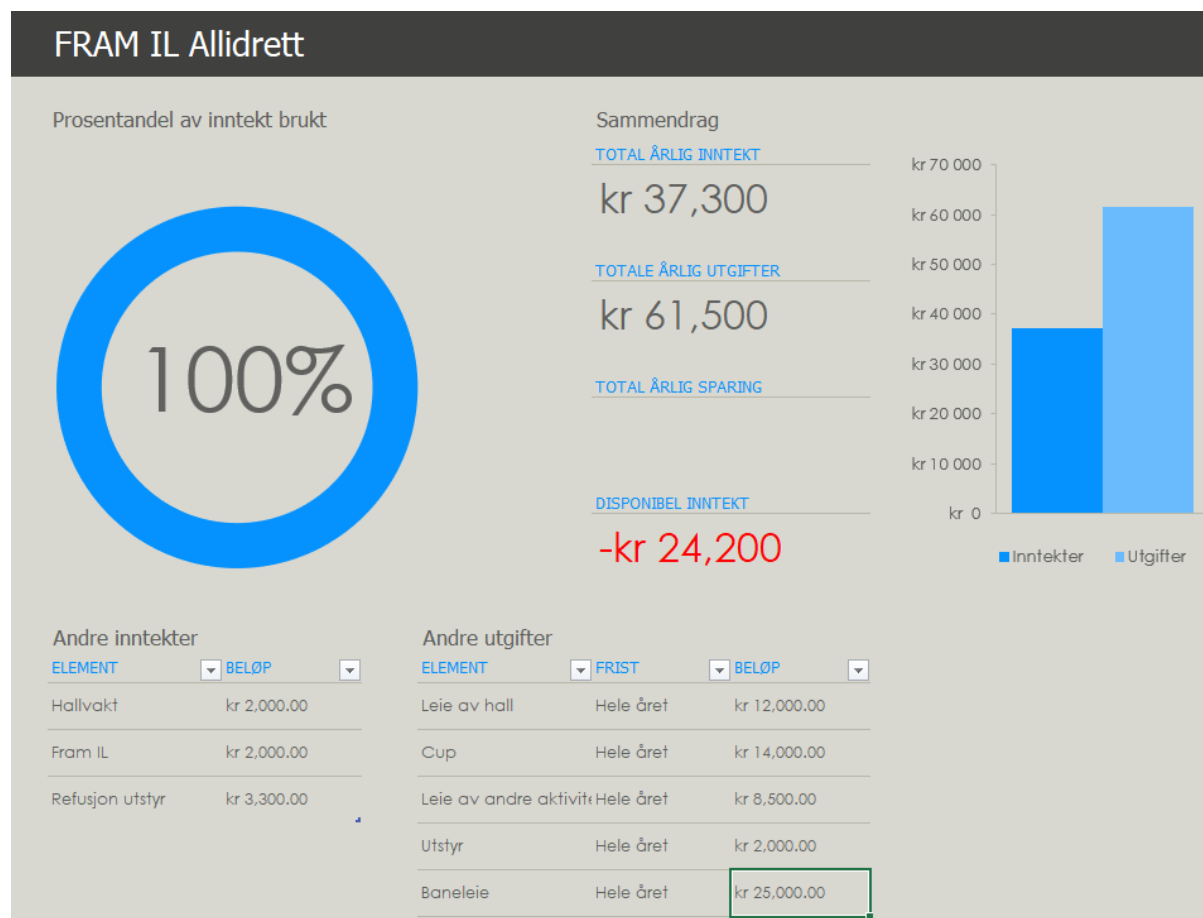 FRAM IL Allidrett
Prosentandel av inntekt brukt
100%
Sammendrag
TOTAL ÅRLIG INNTEKT
kr 37,300
TOTALE ÅRLIG UTGIFTER
kr 61,500
TOTAL ÅRLIG SPARING
DISPONIBEL INNTEKT
-kr 24,200
kr 70 000
kr 60 000
kr 50 000
kr 40 000
kr 30 000
kr 20 000
kr 10 000
kr 0
Inntekter Utgifter
Andre inntekter
ELEMENT BELØP
Hallvakt kr 2,000.00
Fram IL kr 2,000.00
Refusjon utstyr kr 3,300.00
Andre utgifter
ELEMENT FRIST BELØP
Leie av hall Hele året kr 12,000.00
Cup Hele året kr 14,000.00
Leie av andre aktivite Hele året kr 8,500.00
Utstyr Hele året kr 2,000.00
Baneleie Hele året kr 25,000.00